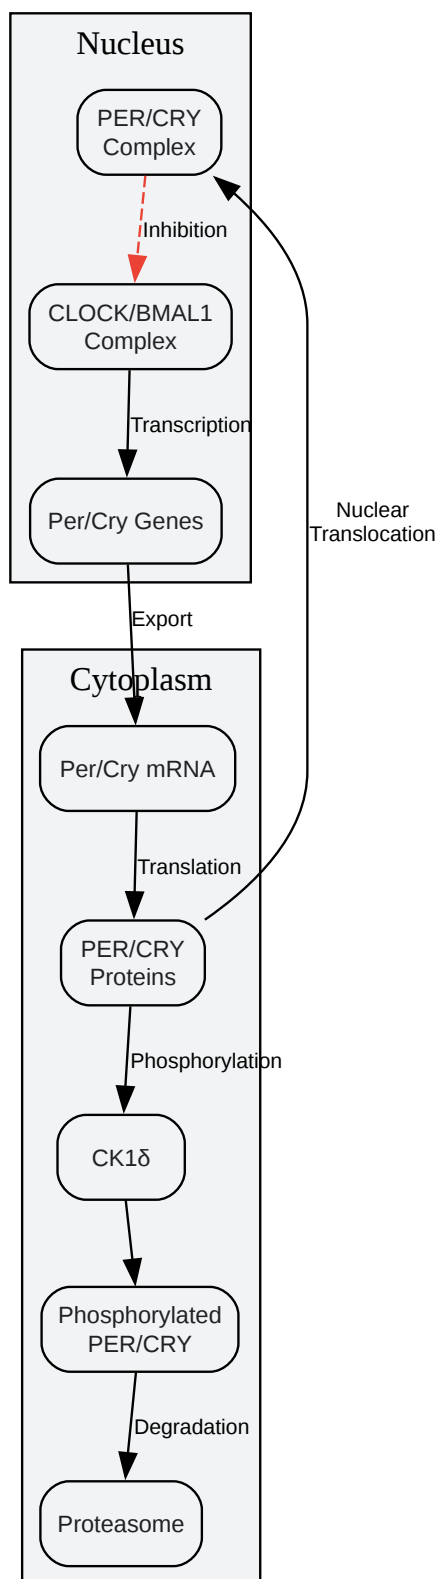 Nucleus
PER/CRY
Complex
Inhibition
CLOCK/BMAL1
Complex
Transcription
Per/Cry Genes
Nuclear
Translocation
Export
Cytoplasm
Per/Cry mRNA
Translation
PER/CRY
Proteins
Phosphorylation
CK1δ
Phosphorylated
PER/CRY
Degradation
Proteasome